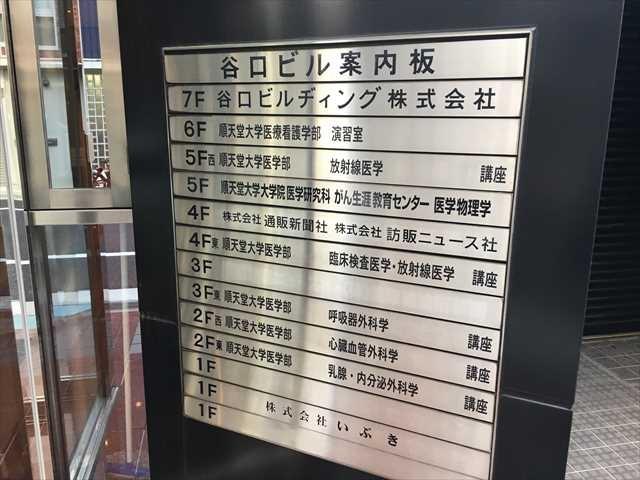 谷口ビル案内板
7F 谷口ビルヂィング株式会社
6F 順天堂大学医療看護学部 演習室
5F西 順天堂大学医学部 放射線医学 講座
5F 順天堂大学大学院 医学研究科 がん生涯教育センター 医学物理学
4F 株式会社 通販新聞社 株式会社 訪販ニュース社
4F東 順天堂大学医学部 臨床検査医学・放射線医学 講座
3F
3F東 順天堂大学医学部 呼吸器外科学 講座
2F西 順天堂大学医学部 心臓血管外科学 講座
2F東 順天堂大学医学部 乳腺・内分泌外科学 講座
1F
1F
1F 株式会社いぶき